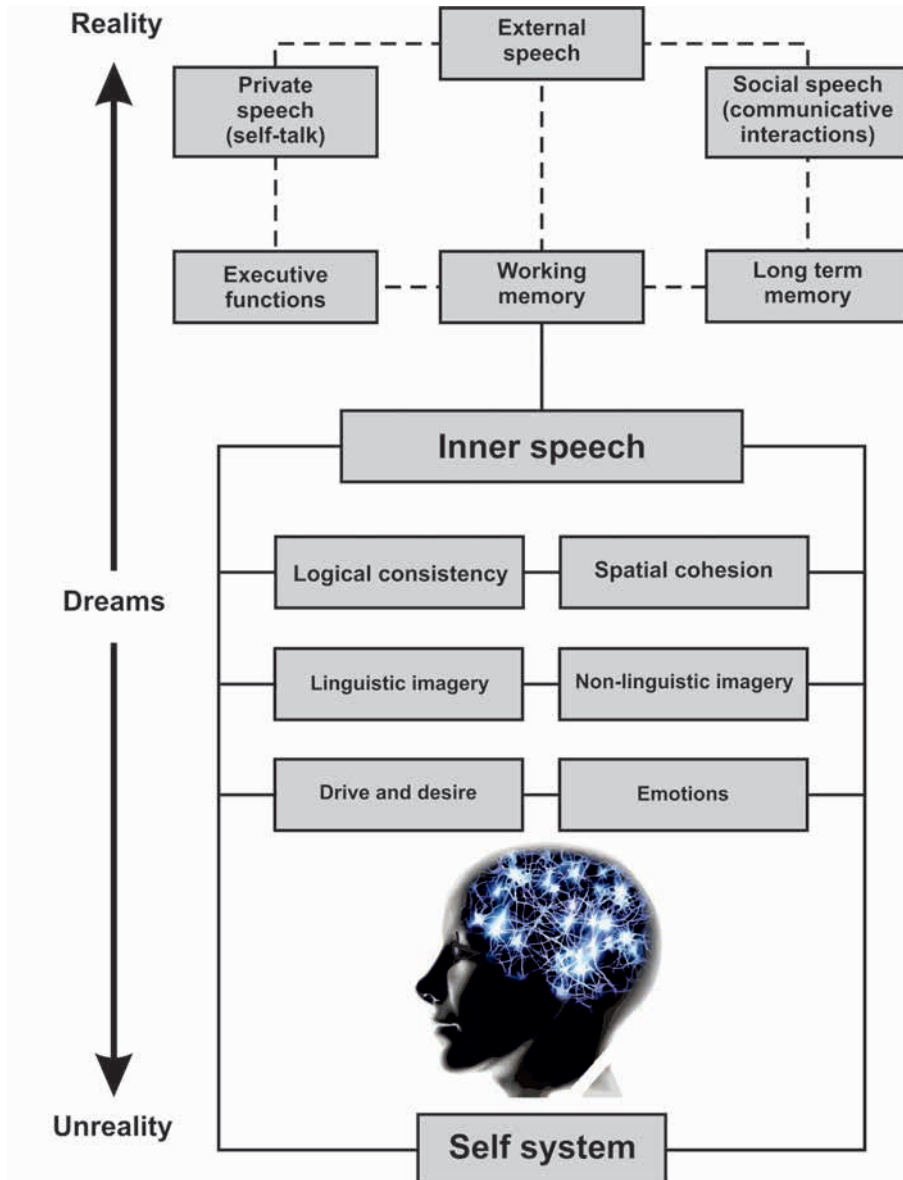 Reality
External
speech
Private
speech
(self-talk)
Social speech
(communicative
interactions)
Executive
functions
Working
memory
Long term
memory
Inner speech
Logical consistency
Spatial cohesion
Dreams
Linguistic imagery
Non-linguistic imagery
Drive and desire
Emotions
Unreality
Self system